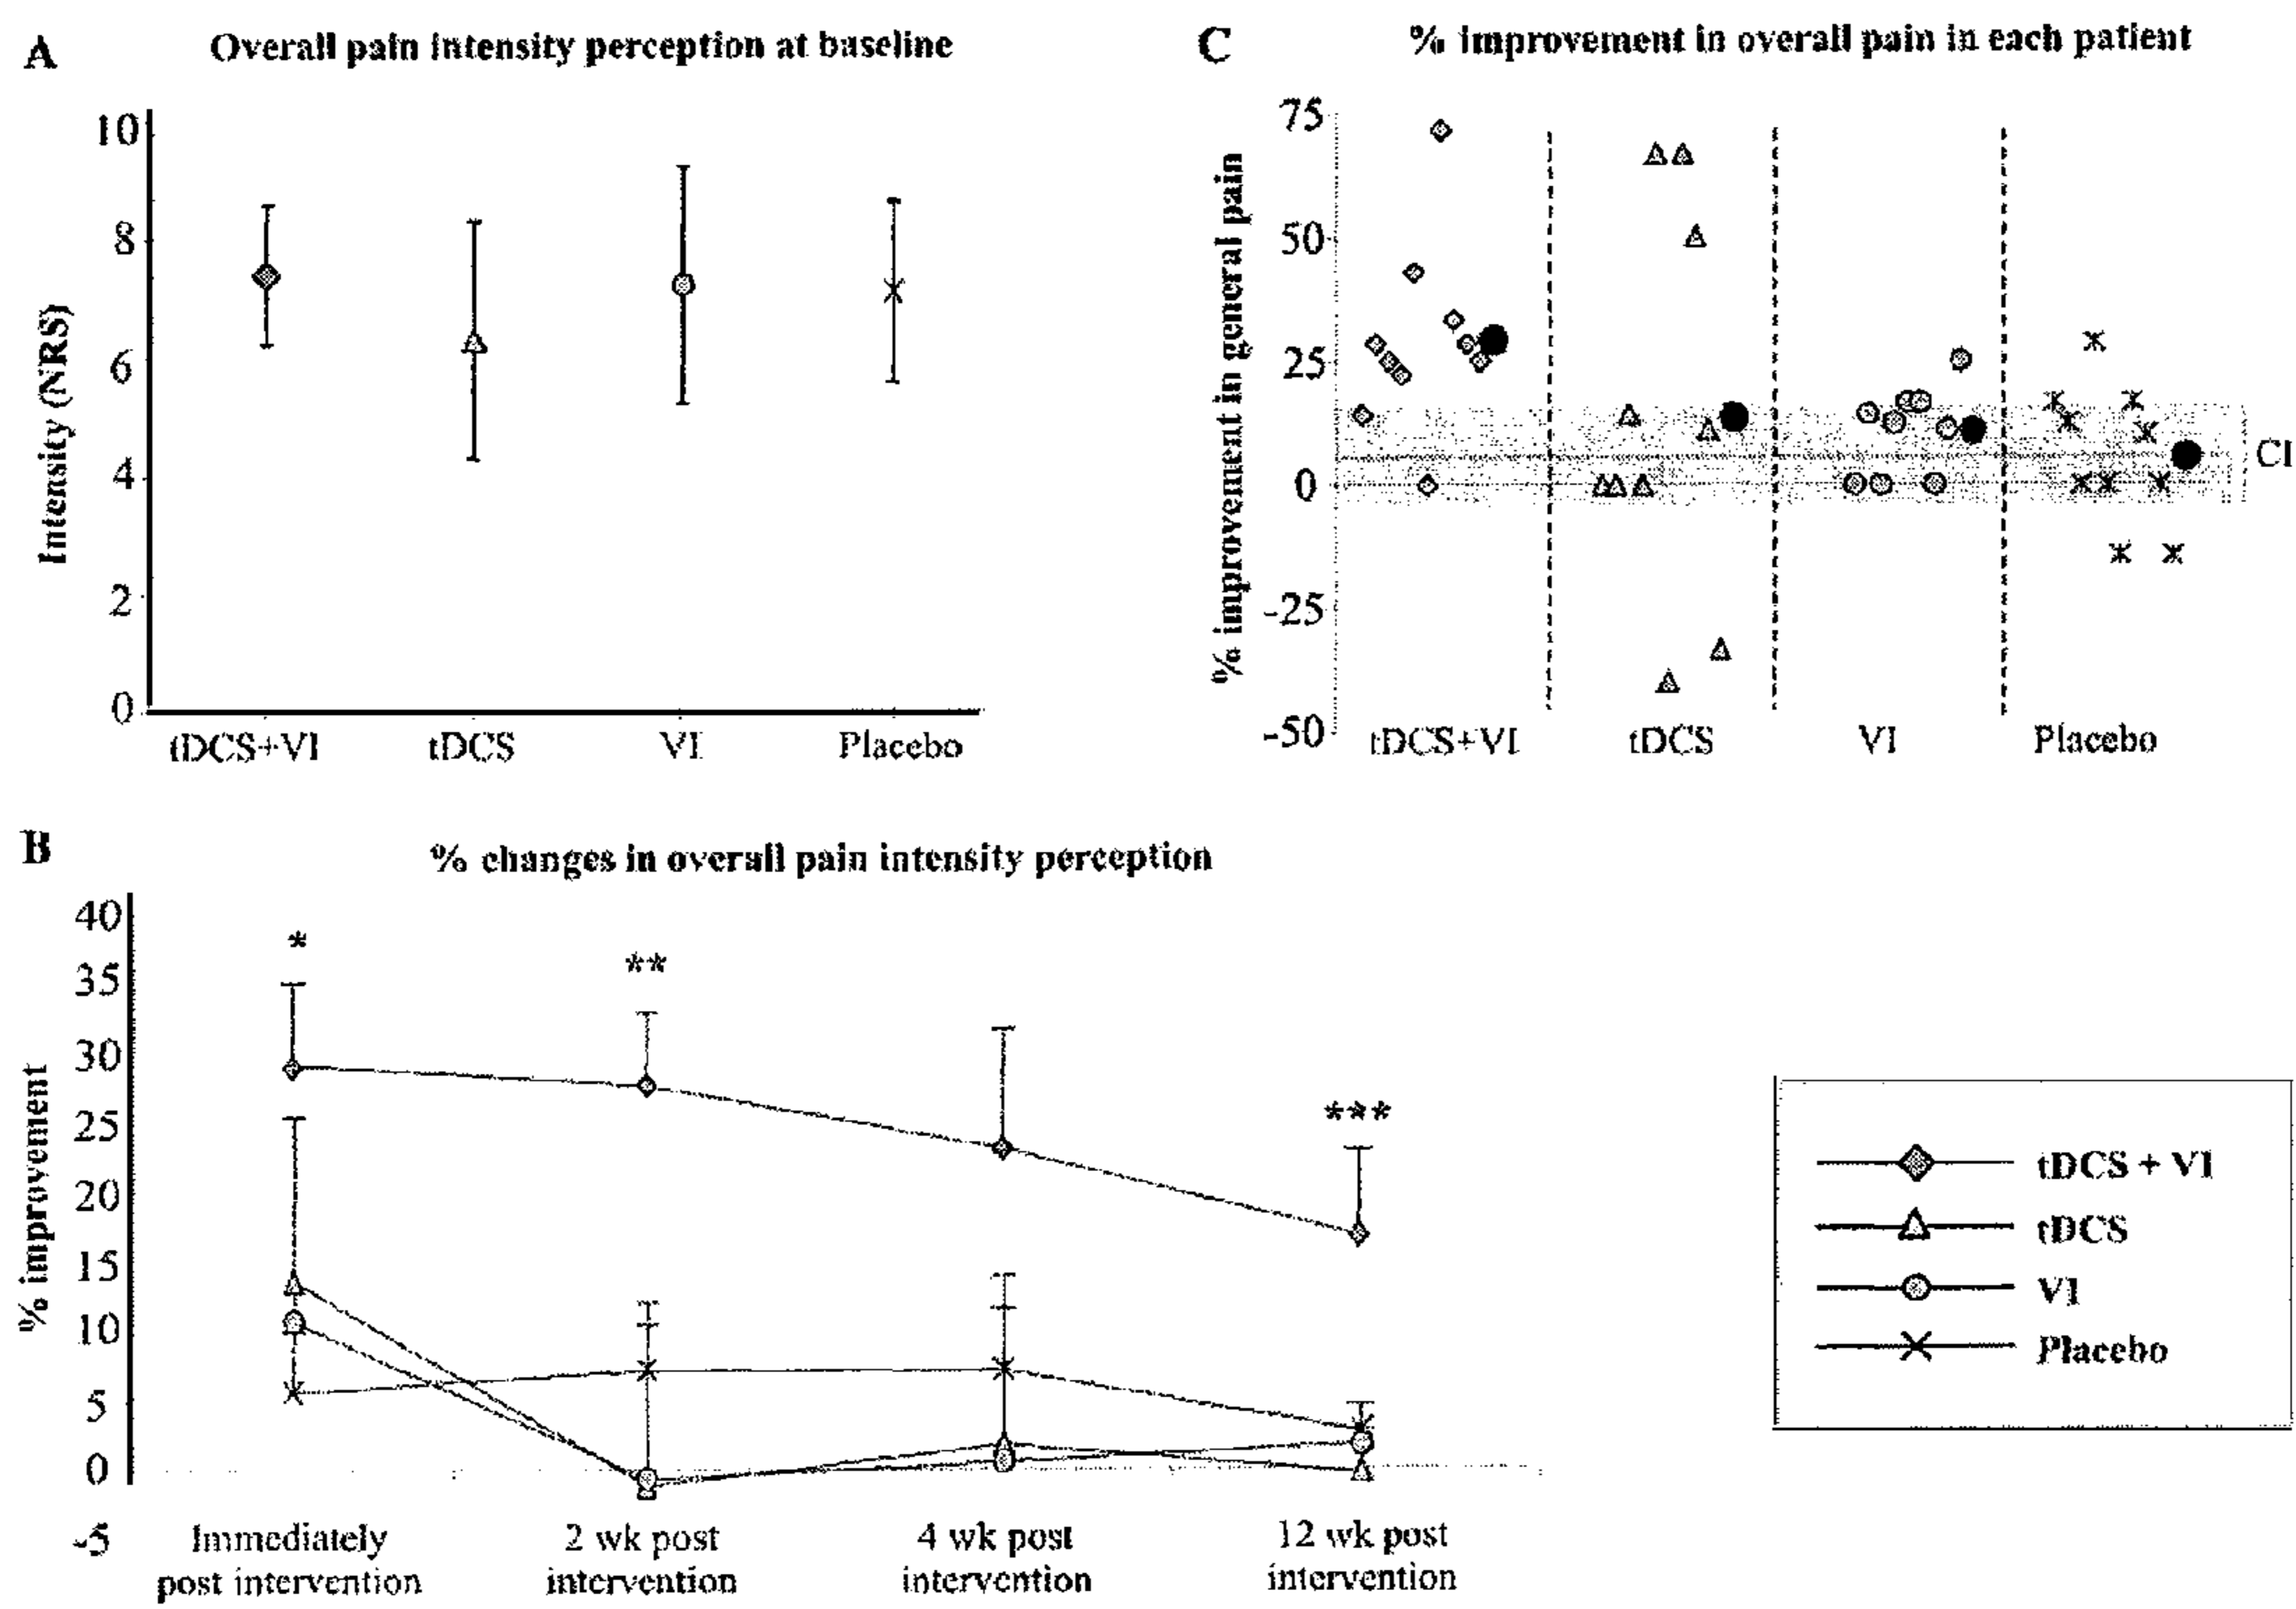 A
Overall pain intensity perception at baseline
Intensity (NRS)
10
8
6
4
2
0
tDCS+VI
tDCS
VI
Placebo
C
% improvement in overall pain in each patient
% improvement in general pain
75
50
25
0
-25
-50
CI
tDCS+VI
tDCS
VI
Placebo
B
% changes in overall pain intensity perception
% improvement
40
35
30
25
20
15
10
5
0
-5
*
**
***
Immediately
post intervention
2 wk post
intervention
4 wk post
intervention
12 wk post
intervention
tDCS + VI
tDCS
VI
Placebo